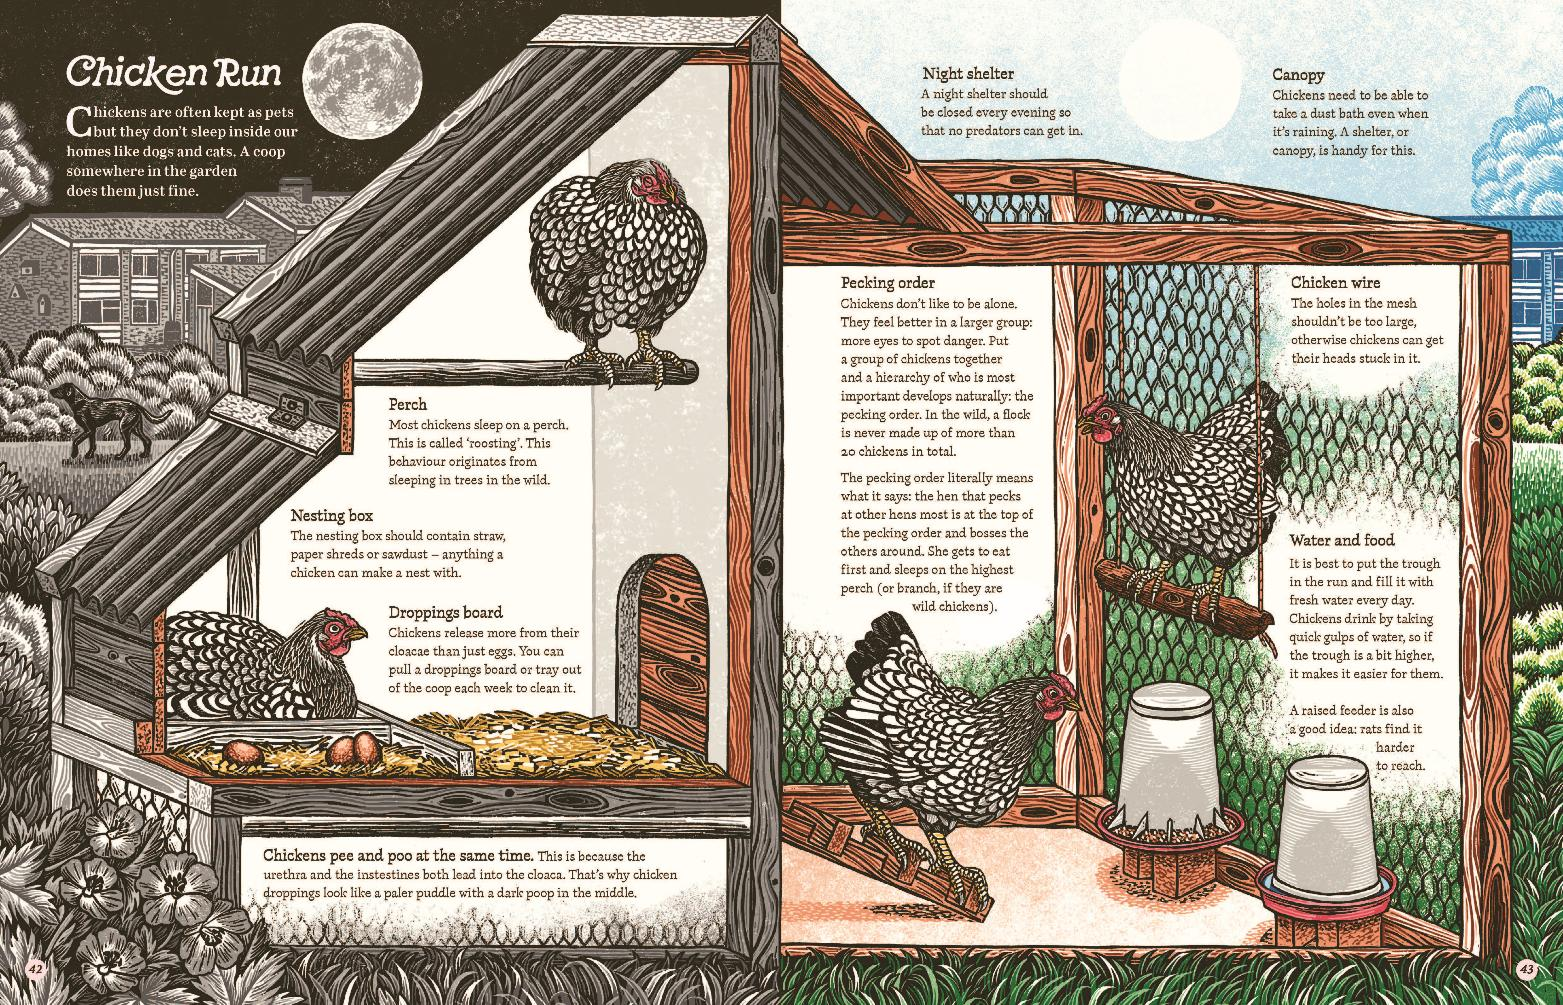 Chicken Run
Chickens are often kept as pets
but they don't sleep inside our
homes like dogs and cats. A coop
somewhere in the garden
does them just fine.
Perch
Most chickens sleep on a perch.
This is called 'roosting'. This
behaviour originates from
sleeping in trees in the wild.
Nesting box
The nesting box should contain straw,
paper shreds or sawdust – anything a
chicken can make a nest with.
Droppings board
Chickens release more from their
cloacae than just eggs. You can
pull a droppings board or tray out
of the coop each week to clean it.
Chickens pee and poo at the same time. This is because the
urethra and the instestines both lead into the cloaca. That's why chicken
droppings look like a paler puddle with a dark poop in the middle.
42
Night shelter
A night shelter should
be closed every evening so
that no predators can get in.
Canopy
Chickens need to be able to
take a dust bath even when
it's raining. A shelter, or
canopy, is handy for this.
Pecking order
Chickens don't like to be alone.
They feel better in a larger group:
more eyes to spot danger. Put
a group of chickens together
and a hierarchy of who is most
important develops naturally: the
pecking order. In the wild, a flock
is never made up of more than
20 chickens in total.
The pecking order literally means
what it says: the hen that pecks
at other hens most is at the top of
the pecking order and bosses the
others around. She gets to eat
first and sleeps on the highest
perch (or branch, if they are
wild chickens).
Chicken wire
The holes in the mesh
shouldn't be too large,
otherwise chickens can get
their heads stuck in it.
Water and food
It is best to put the trough
in the run and fill it with
fresh water every day.
Chickens drink by taking
quick gulps of water, so if
the trough is a bit higher,
it makes it easier for them.
A raised feeder is also
a good idea: rats find it
harder
to reach.
43